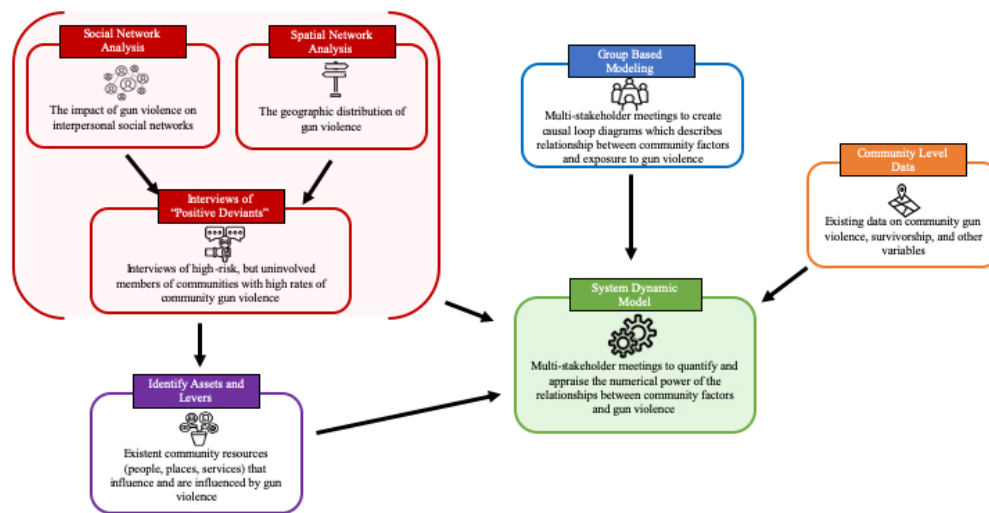 Social Network
Analysis
The impact of gun violence on
interpersonal social networks
Spatial Network
Analysis
The geographic distribution of
gun violence
Interviews of
“Positive Deviants”
Interviews of high-risk, but uninvolved
members of communities with high rates of
community gun violence
Identify Assets and
Levers
Existent community resources
(people, places, services) that
influence and are influenced by gun
violence
Group Based
Modeling
Multi-stakeholder meetings to create
causal loop diagrams which describes
relationship between community factors
and exposure to gun violence
Community Level
Data
Existing data on community gun
violence, survivorship, and other
variables
System Dynamic
Model
Multi-stakeholder meetings to quantify and
appraise the numerical power of the
relationships between community factors
and gun violence